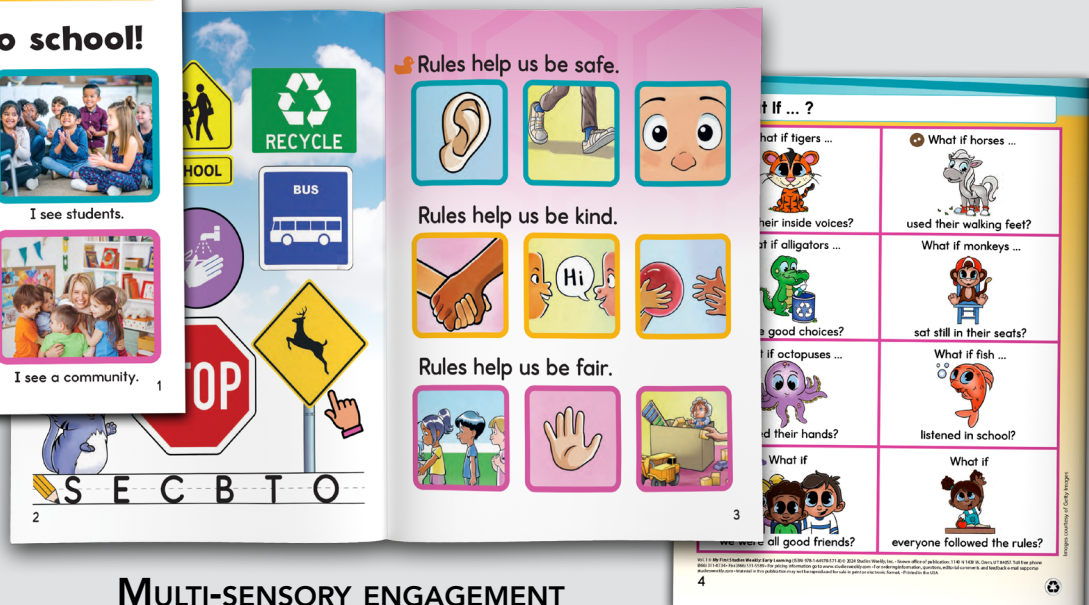 o school!
I see students.
I see a community.
1
RECYCLE
HOOL
BUS
TOP
S E C B T O
2
Rules help us be safe.
Rules help us be kind.
Hi
Rules help us be fair.
3
t If ... ?
hat if tigers ...
heir inside voices?
What if horses ...
used their walking feet?
at if alligators ...
e good choices?
What if monkeys ...
sat still in their seats?
if octopuses ...
ed their hands?
What if fish ...
listened in school?
What if
we were all good friends?
What if
everyone followed the rules?
Images courtesy of Getty Images
4
MULTI-SENSORY ENGAGEMENT